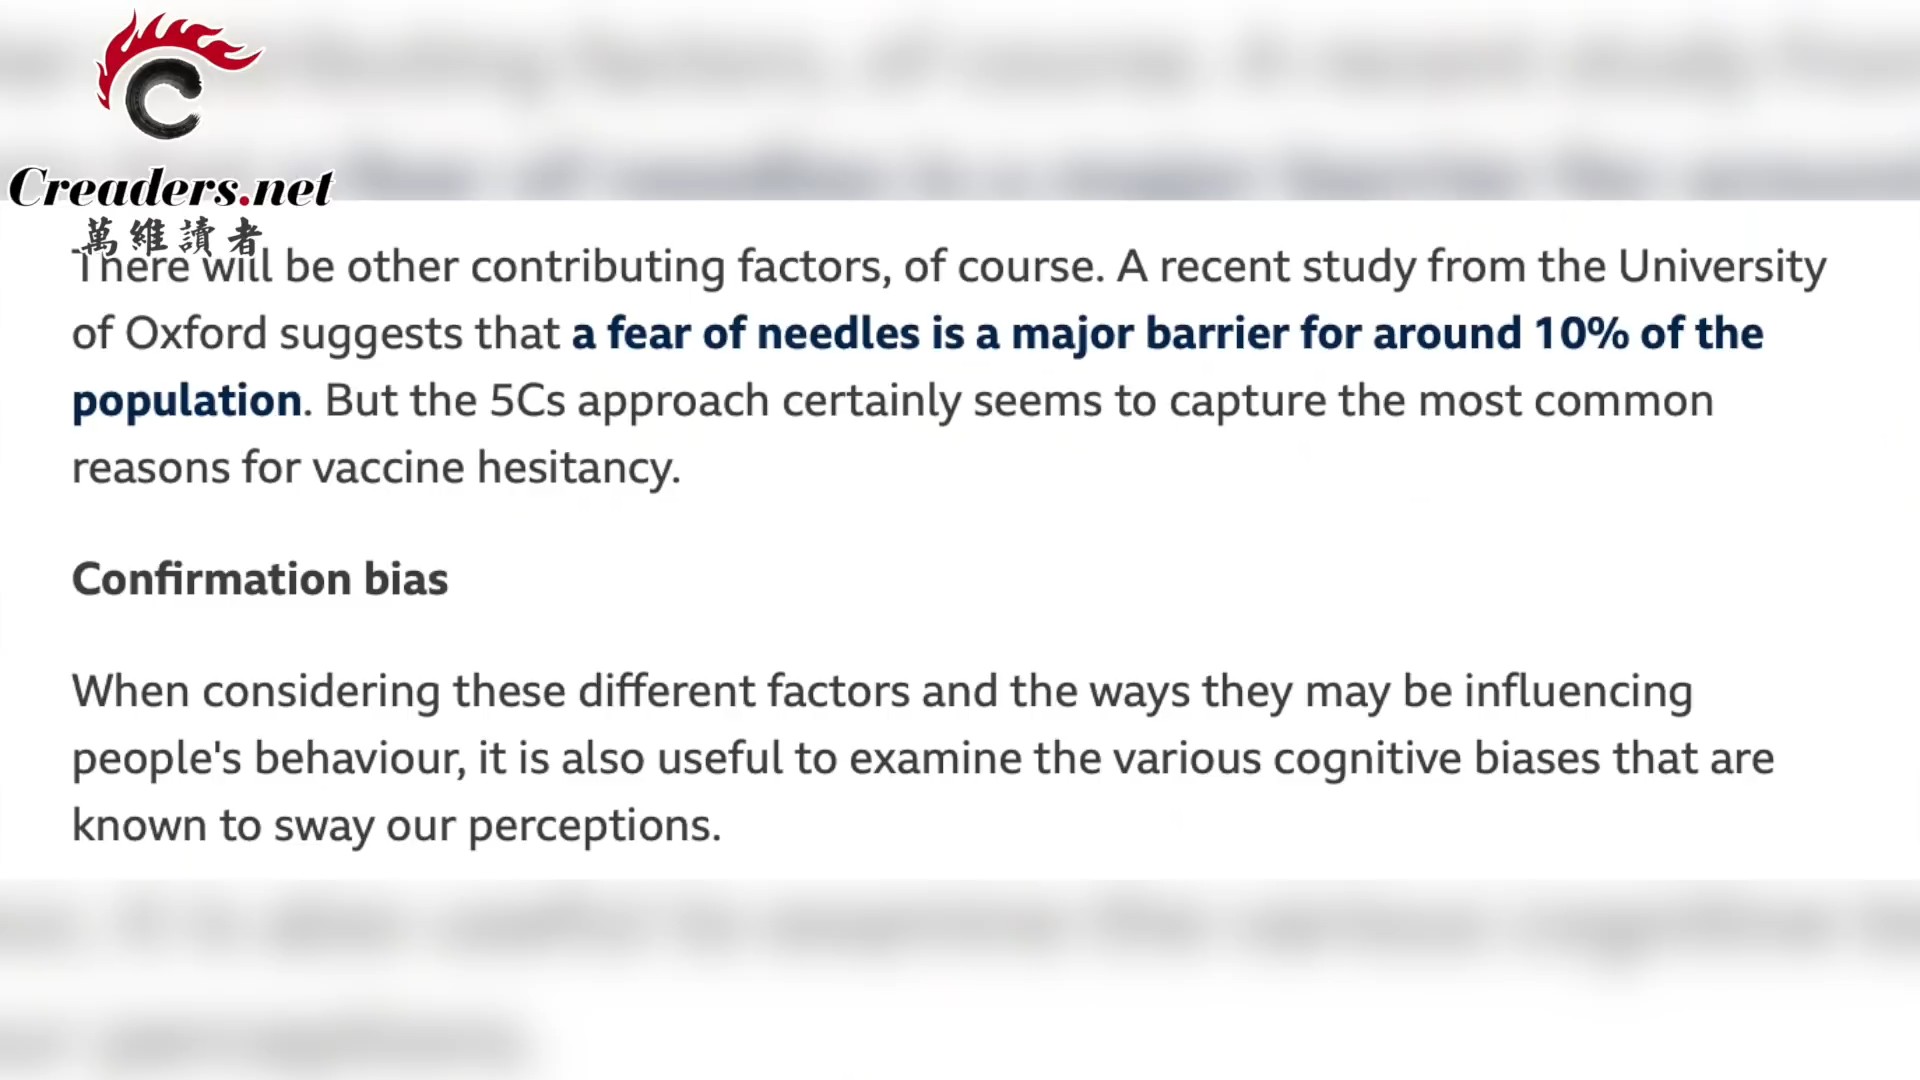 Creaders.net
萬維讀者
There will be other contributing factors, of course. A recent study from the University
of Oxford suggests that a fear of needles is a major barrier for around 10% of the
population. But the 5Cs approach certainly seems to capture the most common
reasons for vaccine hesitancy.
Confirmation bias
When considering these different factors and the ways they may be influencing
people's behaviour, it is also useful to examine the various cognitive biases that are
known to sway our perceptions.